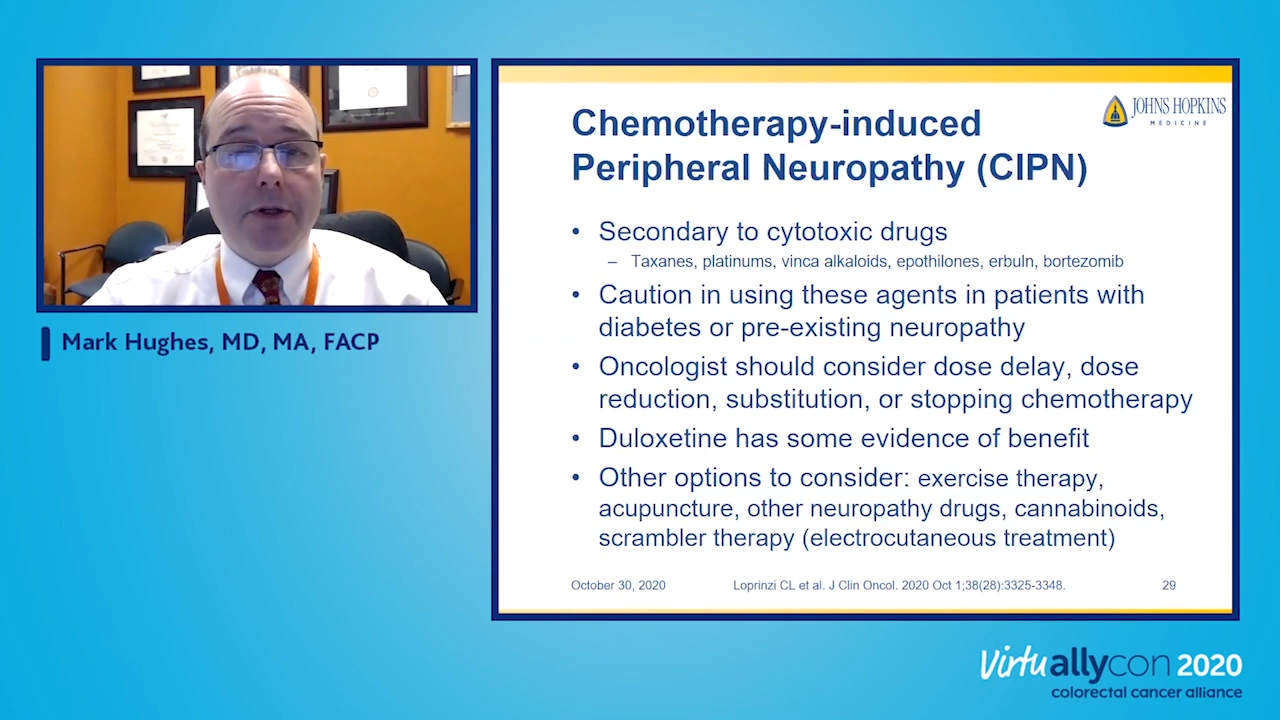 Chemotherapy-induced
Peripheral Neuropathy (CIPN)
JOHNS HOPKINS
MEDICINE
• Secondary to cytotoxic drugs
– Taxanes, platinums, vinca alkaloids, epothilones, erbuln, bortezomib
• Caution in using these agents in patients with
diabetes or pre-existing neuropathy
• Oncologist should consider dose delay, dose
reduction, substitution, or stopping chemotherapy
• Duloxetine has some evidence of benefit
• Other options to consider: exercise therapy,
acupuncture, other neuropathy drugs, cannabinoids,
scrambler therapy (electrocutaneous treatment)
October 30, 2020 Loprinzi CL et al. J Clin Oncol. 2020 Oct 1;38(28):3325-3348. 29
Mark Hughes, MD, MA, FACP
Virtuallycon 2020
colorectal cancer alliance